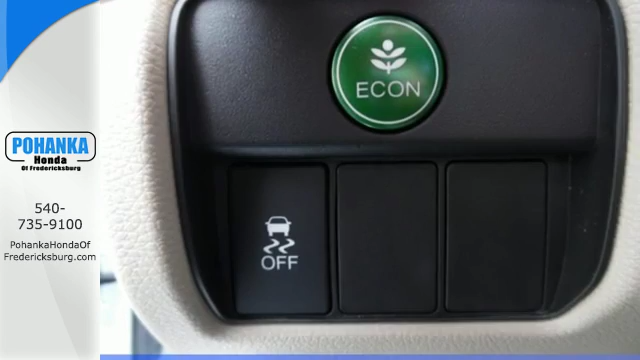 POHANKA
Honda
Of Fredericksburg
540-
735-9100
PohankaHondaOf
Fredericksburg.com
ECON
OFF